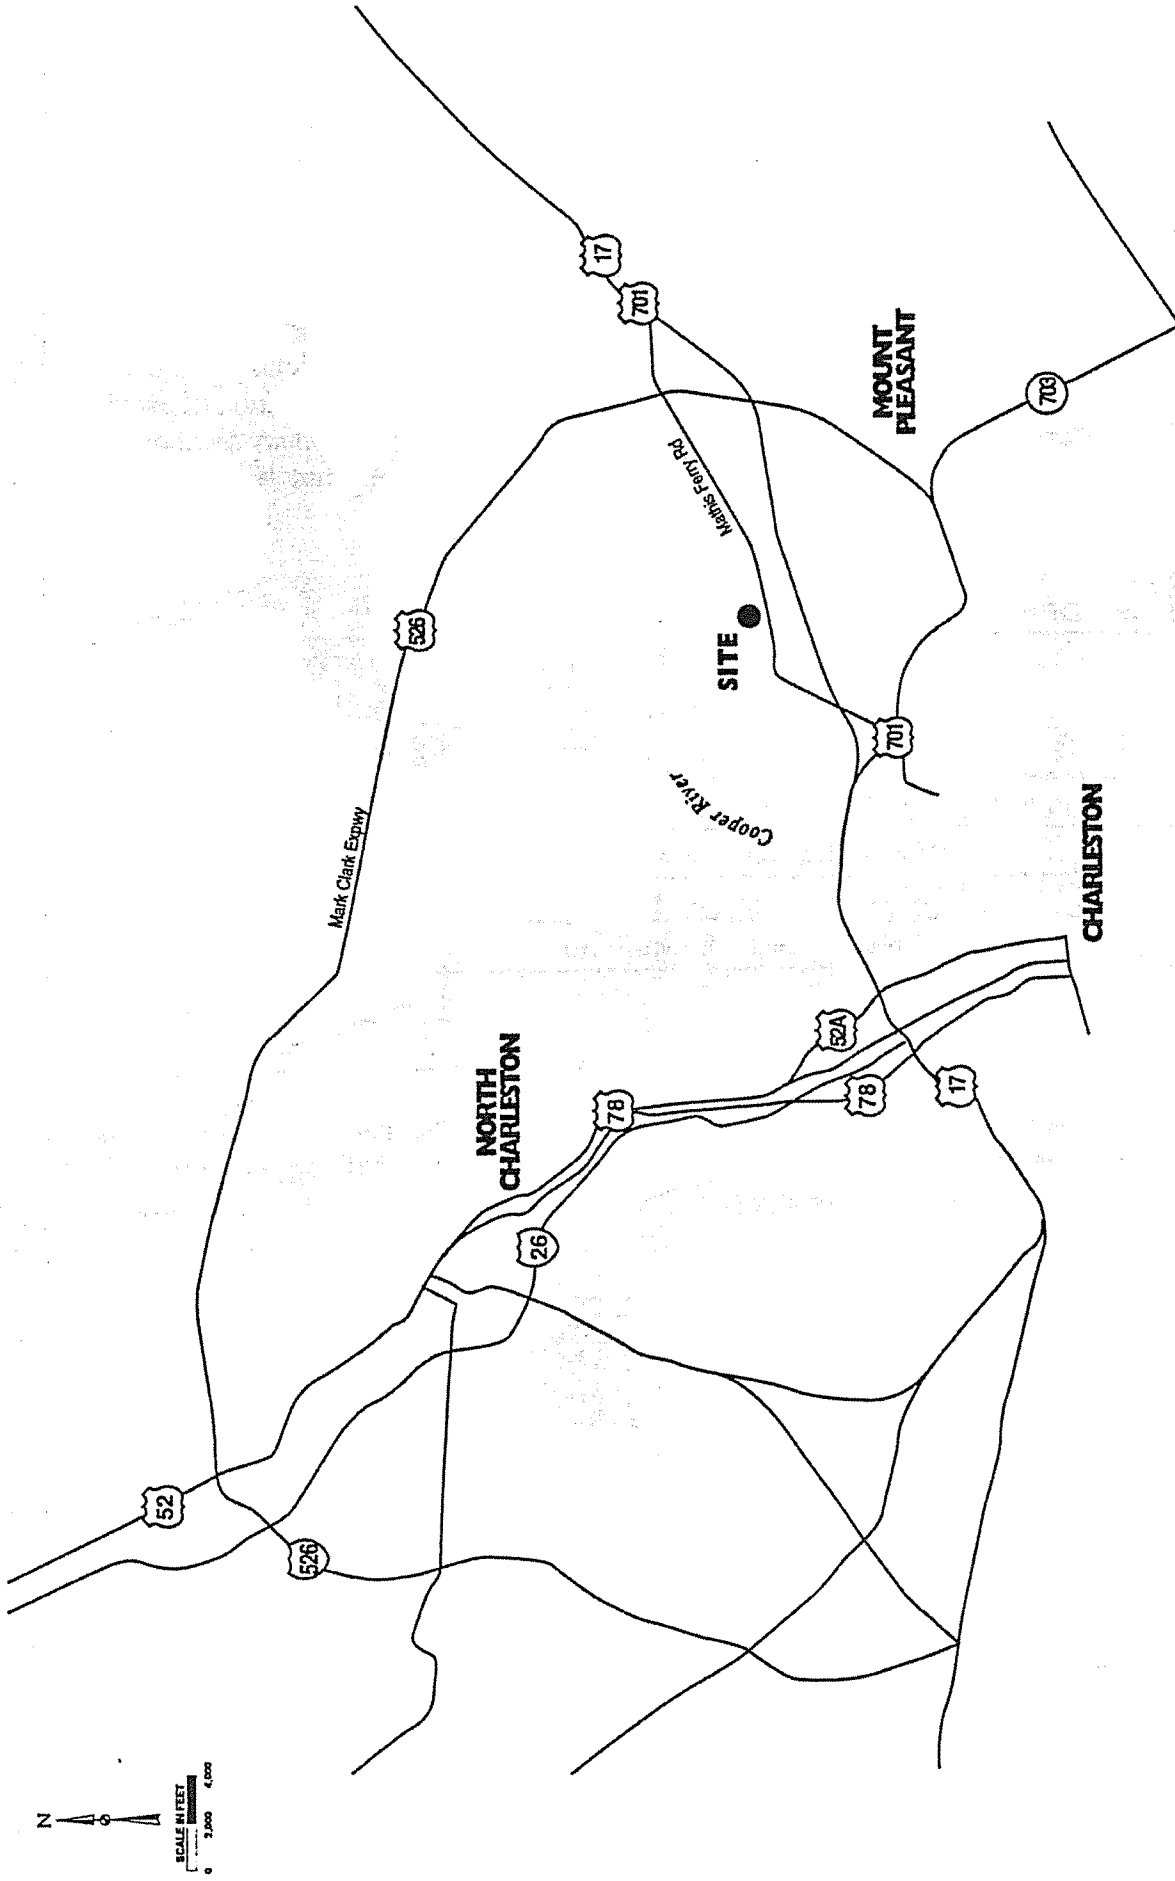 N
SCALE IN FEET
0 2,000 4,000
52
526
Mark Clark Expwy
526
26
NORTH
CHARLESTON
78
17
701
Mathis Ferry Rd
SITE
Cooper River
52A
78
17
701
MOUNT
PLEASANT
703
CHARLESTON